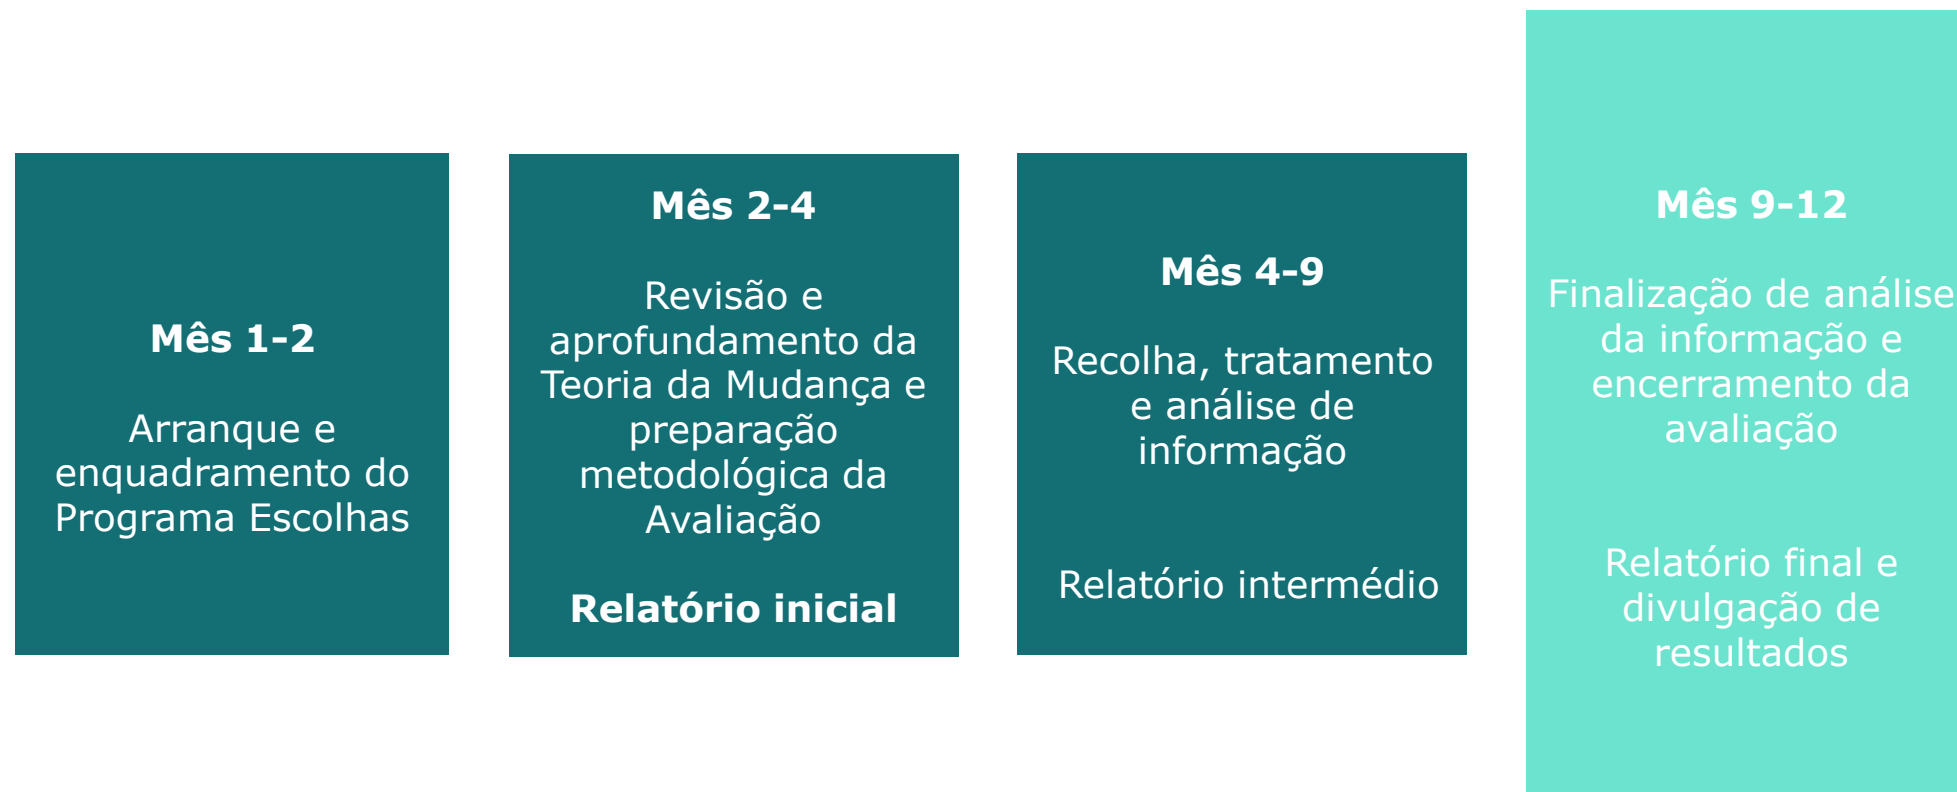 Mês 1-2
Arranque e
enquadramento do
Programa Escolhas
Mês 2-4
Revisão e
aprofundamento da
Teoria da Mudança e
preparação
metodológica da
Avaliação
Relatório inicial
Mês 4-9
Recolha, tratamento
e análise de
informação
Relatório intermédio
Mês 9-12
Finalização de análise
da informação e
encerramento da
avaliação
Relatório final e
divulgação de
resultados